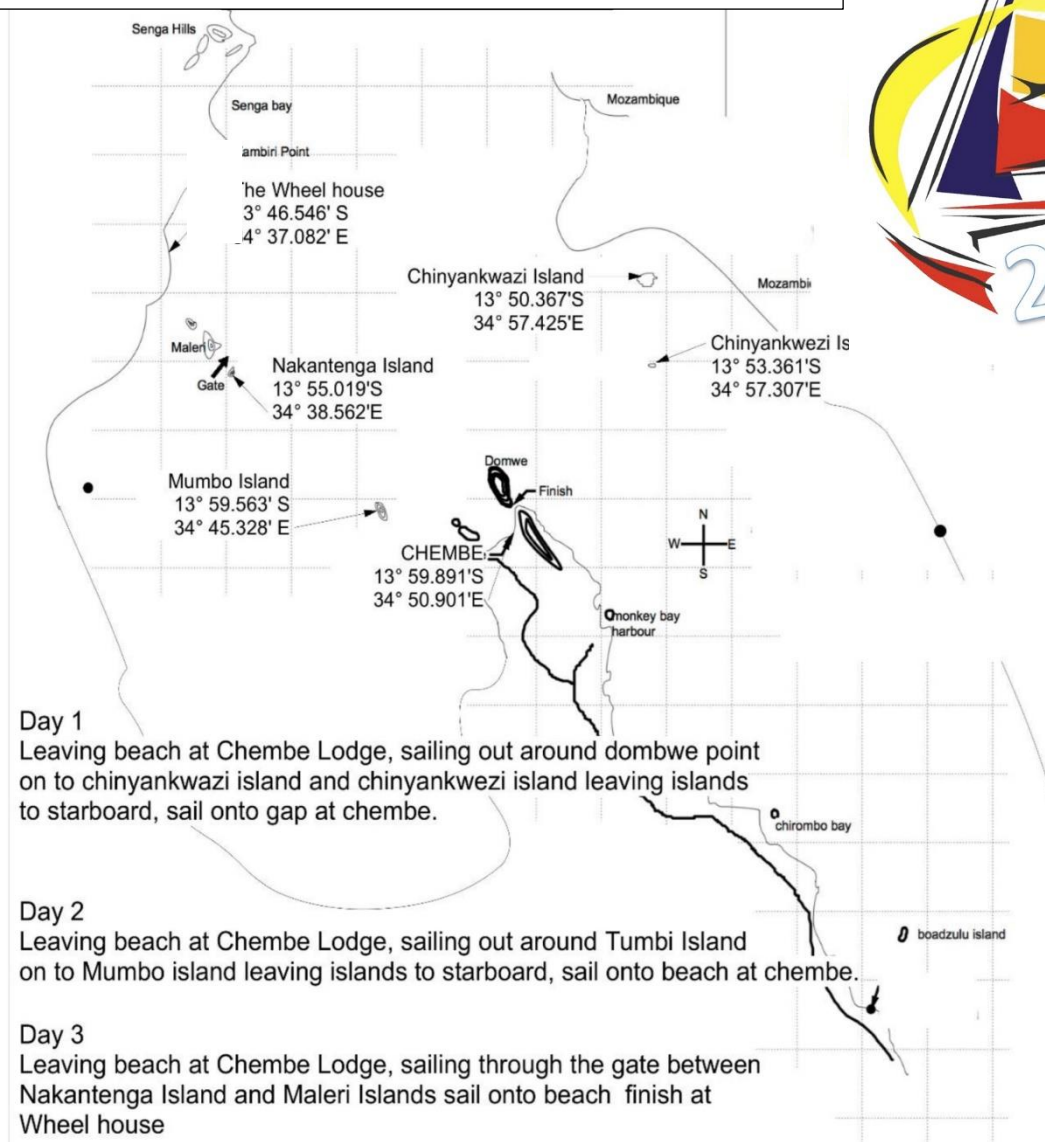 Senga Hills
Senga bay
Mozambique
ambiri Point
he Wheel house
3° 46.546' S
4° 37.082' E
Chinyankwazi Island
13° 50.367'S
34° 57.425'E
Mozambi
Maleri
Gate
Nakantenga Island
13° 55.019'S
34° 38.562'E
Chinyankwezi Is
13° 53.361'S
34° 57.307'E
Domwe
Finish
Mumbo Island
13° 59.563' S
34° 45.328' E
N
W E
S
CHEMBE
13° 59.891'S
34° 50.901'E
monkey bay
harbour
Day 1
Leaving beach at Chembe Lodge, sailing out around dombwe point
on to chinyankwazi island and chinyankwezi island leaving islands
to starboard, sail onto gap at chembe.
chirombo bay
boadzulu island
Day 2
Leaving beach at Chembe Lodge, sailing out around Tumbi Island
on to Mumbo island leaving islands to starboard, sail onto beach at chembe.
Day 3
Leaving beach at Chembe Lodge, sailing through the gate between
Nakantenga Island and Maleri Islands sail onto beach finish at
Wheel house
2